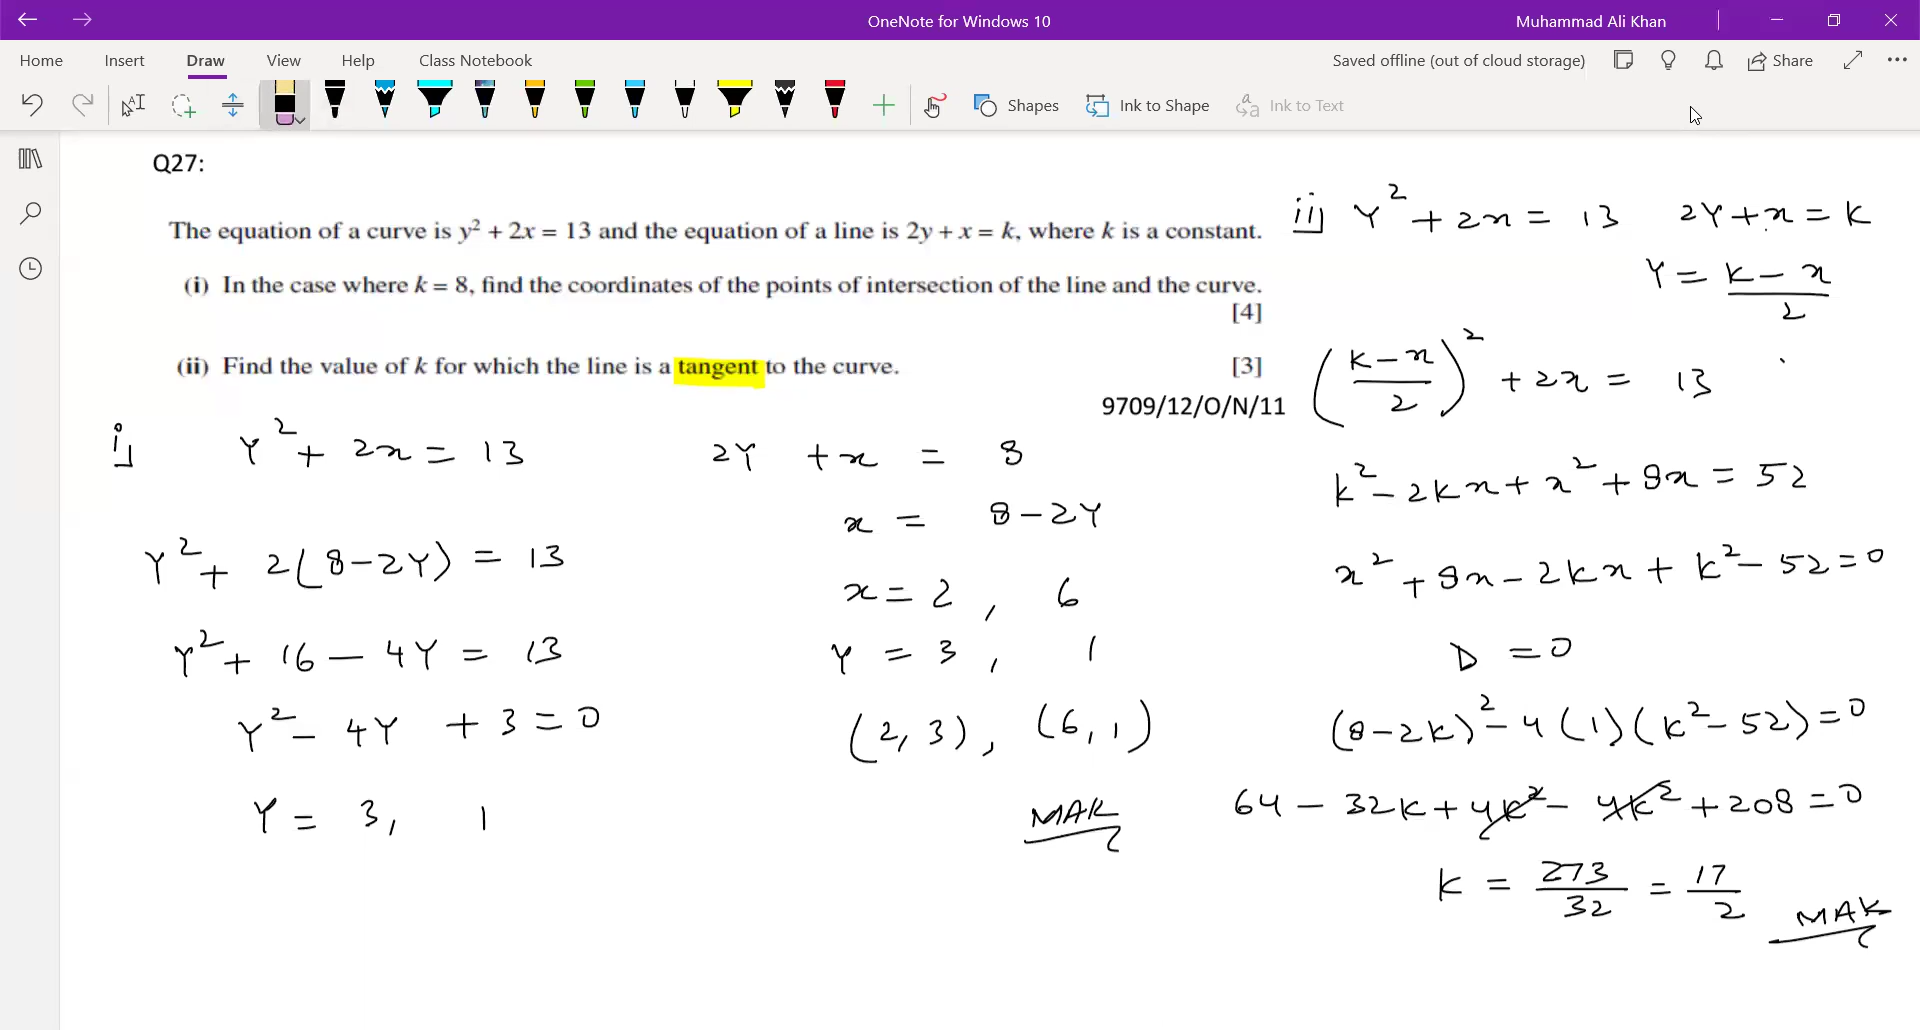 OneNote for Windows 10
Muhammad Ali Khan
Home Insert Draw View Help Class Notebook
Saved offline (out of cloud storage)
Share
Shapes
Ink to Shape
Ink to Text
Q27:
The equation of a curve is y² + 2x = 13 and the equation of a line is 2y + x = k, where k is a constant.
(i) In the case where k = 8, find the coordinates of the points of intersection of the line and the curve.
[4]
(ii) Find the value of k for which the line is a tangent to the curve. [3]
9709/12/O/N/11
i Y² + 2x = 13
Y² + 2(8-2Y) = 13
Y² + 16 - 4Y = 13
Y² - 4Y + 3 = 0
Y = 3, 1
2Y + x = 8
x = 8-2Y
x = 2, 6
Y = 3, 1
(2,3), (6,1)
MAK
ii Y² + 2x = 13 2Y + x = K
Y = (K-x)/2
((K-x)/2)² + 2x = 13
K² - 2Kx + x² + 8x = 52
x² + 8x - 2Kx + K² - 52 = 0
D = 0
(8-2K)² - 4(1)(K² - 52) = 0
64 - 32K + 4K² - 4K² + 208 = 0
K = 273/32 = 17/2
MAK